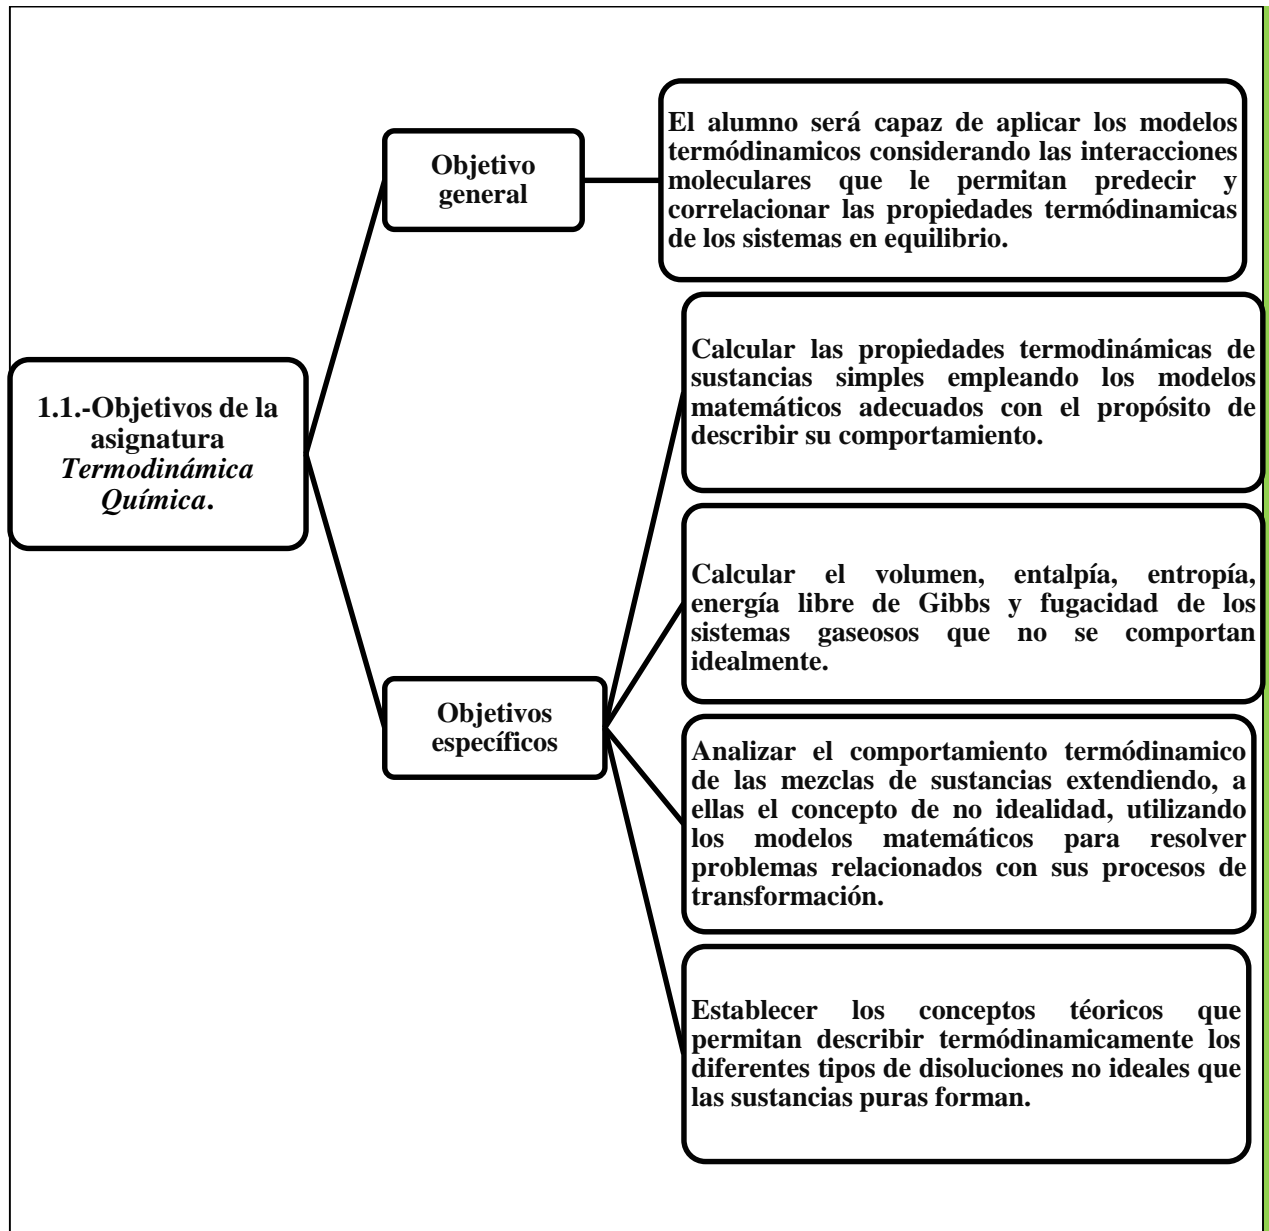 1.1.-Objetivos de la
asignatura
Termodinámica
Química.
Objetivo
general
El alumno será capaz de aplicar los modelos
termódinamicos considerando las interacciones
moleculares que le permitan predecir y
correlacionar las propiedades termódinamicas
de los sistemas en equilibrio.
Objetivos
específicos
Calcular las propiedades termodinámicas de
sustancias simples empleando los modelos
matemáticos adecuados con el propósito de
describir su comportamiento.
Calcular el volumen, entalpía, entropía,
energía libre de Gibbs y fugacidad de los
sistemas gaseosos que no se comportan
idealmente.
Analizar el comportamiento termódinamico
de las mezclas de sustancias extendiendo, a
ellas el concepto de no idealidad, utilizando
los modelos matemáticos para resolver
problemas relacionados con sus procesos de
transformación.
Establecer los conceptos téoricos que
permitan describir termódinamicamente los
diferentes tipos de disoluciones no ideales que
las sustancias puras forman.